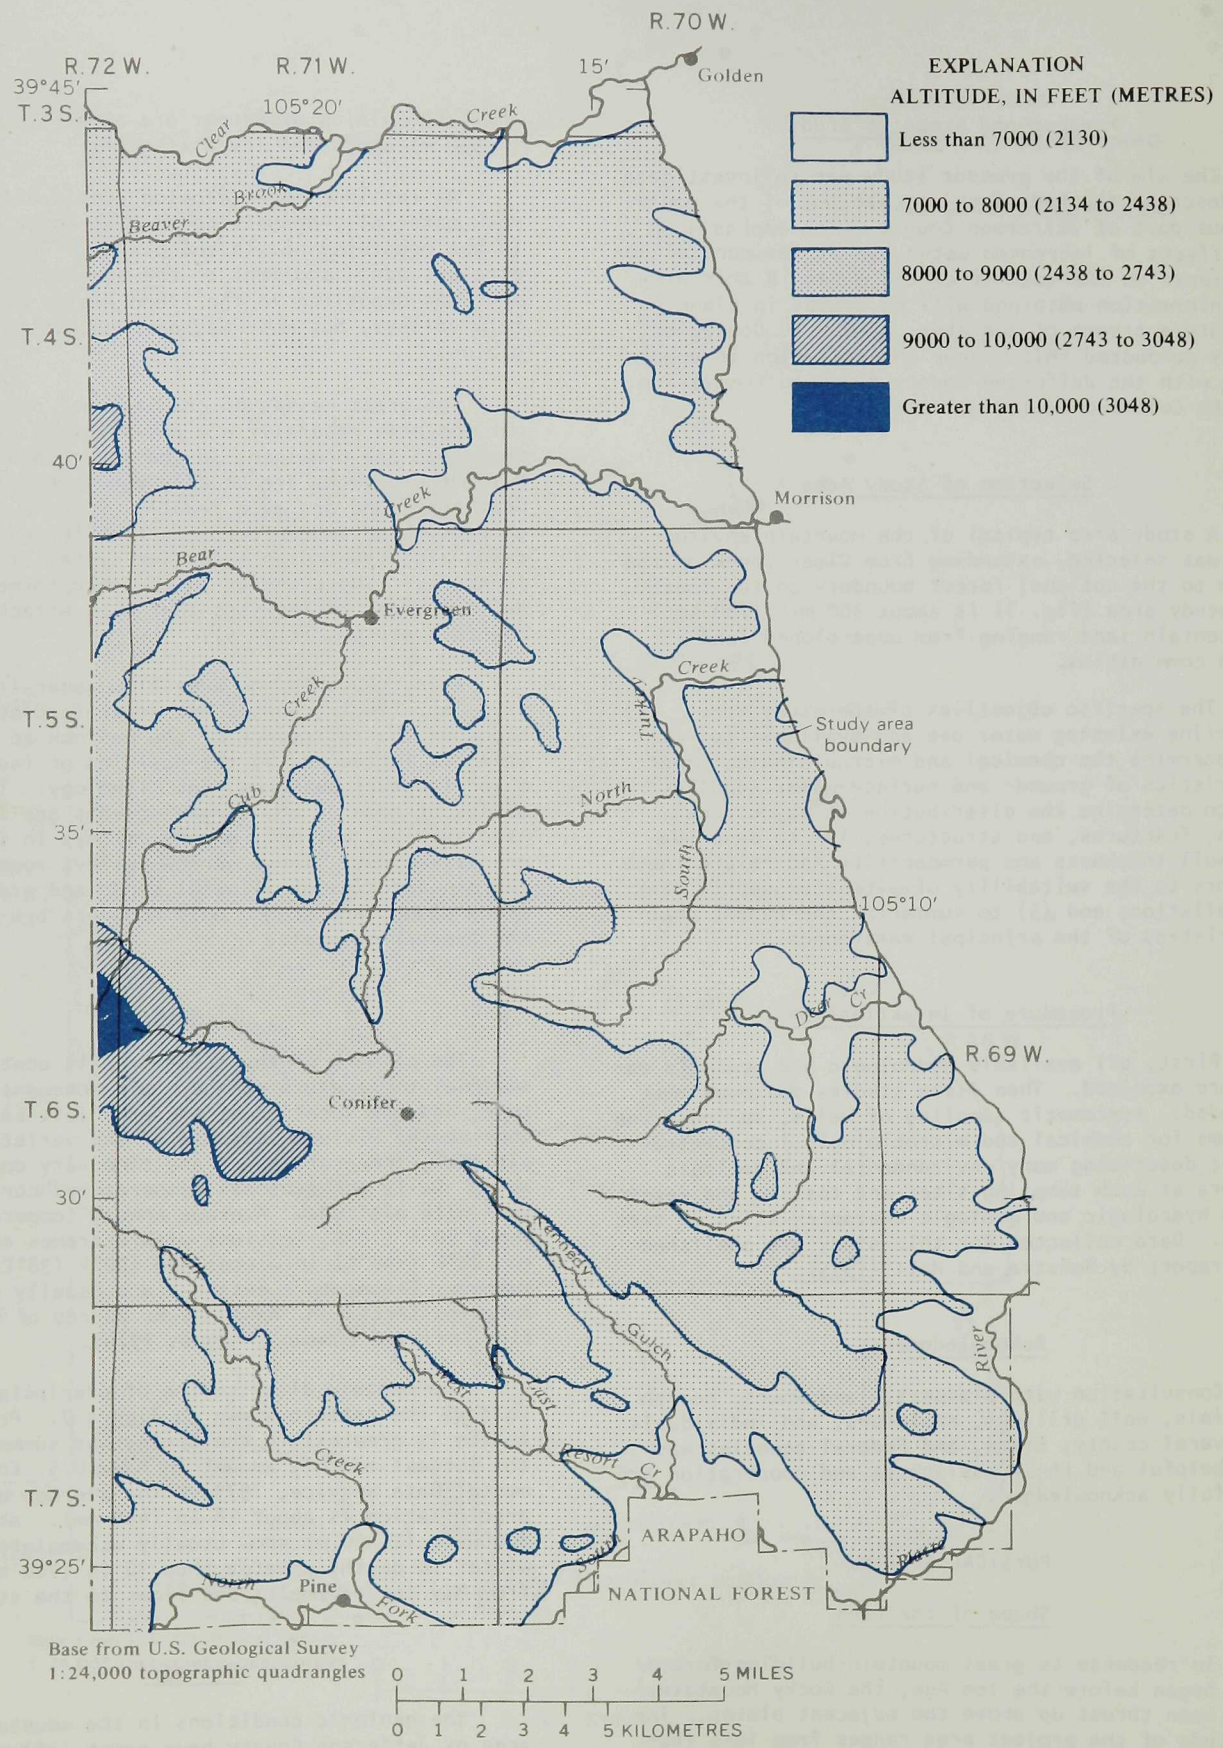 R.70 W.
R.72 W.
R.71 W.
15′
Golden
39°45′
T.3 S.
105°20′
Clear
Creek
Brook
Beaver
EXPLANATION
ALTITUDE, IN FEET (METRES)
Less than 7000 (2130)
7000 to 8000 (2134 to 2438)
8000 to 9000 (2438 to 2743)
9000 to 10,000 (2743 to 3048)
Greater than 10,000 (3048)
T.4 S.
40′
Creek
Morrison
Bear
Evergreen
Creek
Turkey
Creek
T.5 S.
Study area
boundary
Cub
North
35′
South
105°10′
Deer Cr
R.69 W.
Conifer
T.6 S.
30′
Elk
Kennedy
Gulch
River
West
East
Resort Cr
Creek
T.7 S.
ARAPAHO
NATIONAL FOREST
39°25′
South
Platte
North
Pine
Fork
Base from U.S. Geological Survey
1:24,000 topographic quadrangles
0 1 2 3 4 5 MILES
0 1 2 3 4 5 KILOMETRES